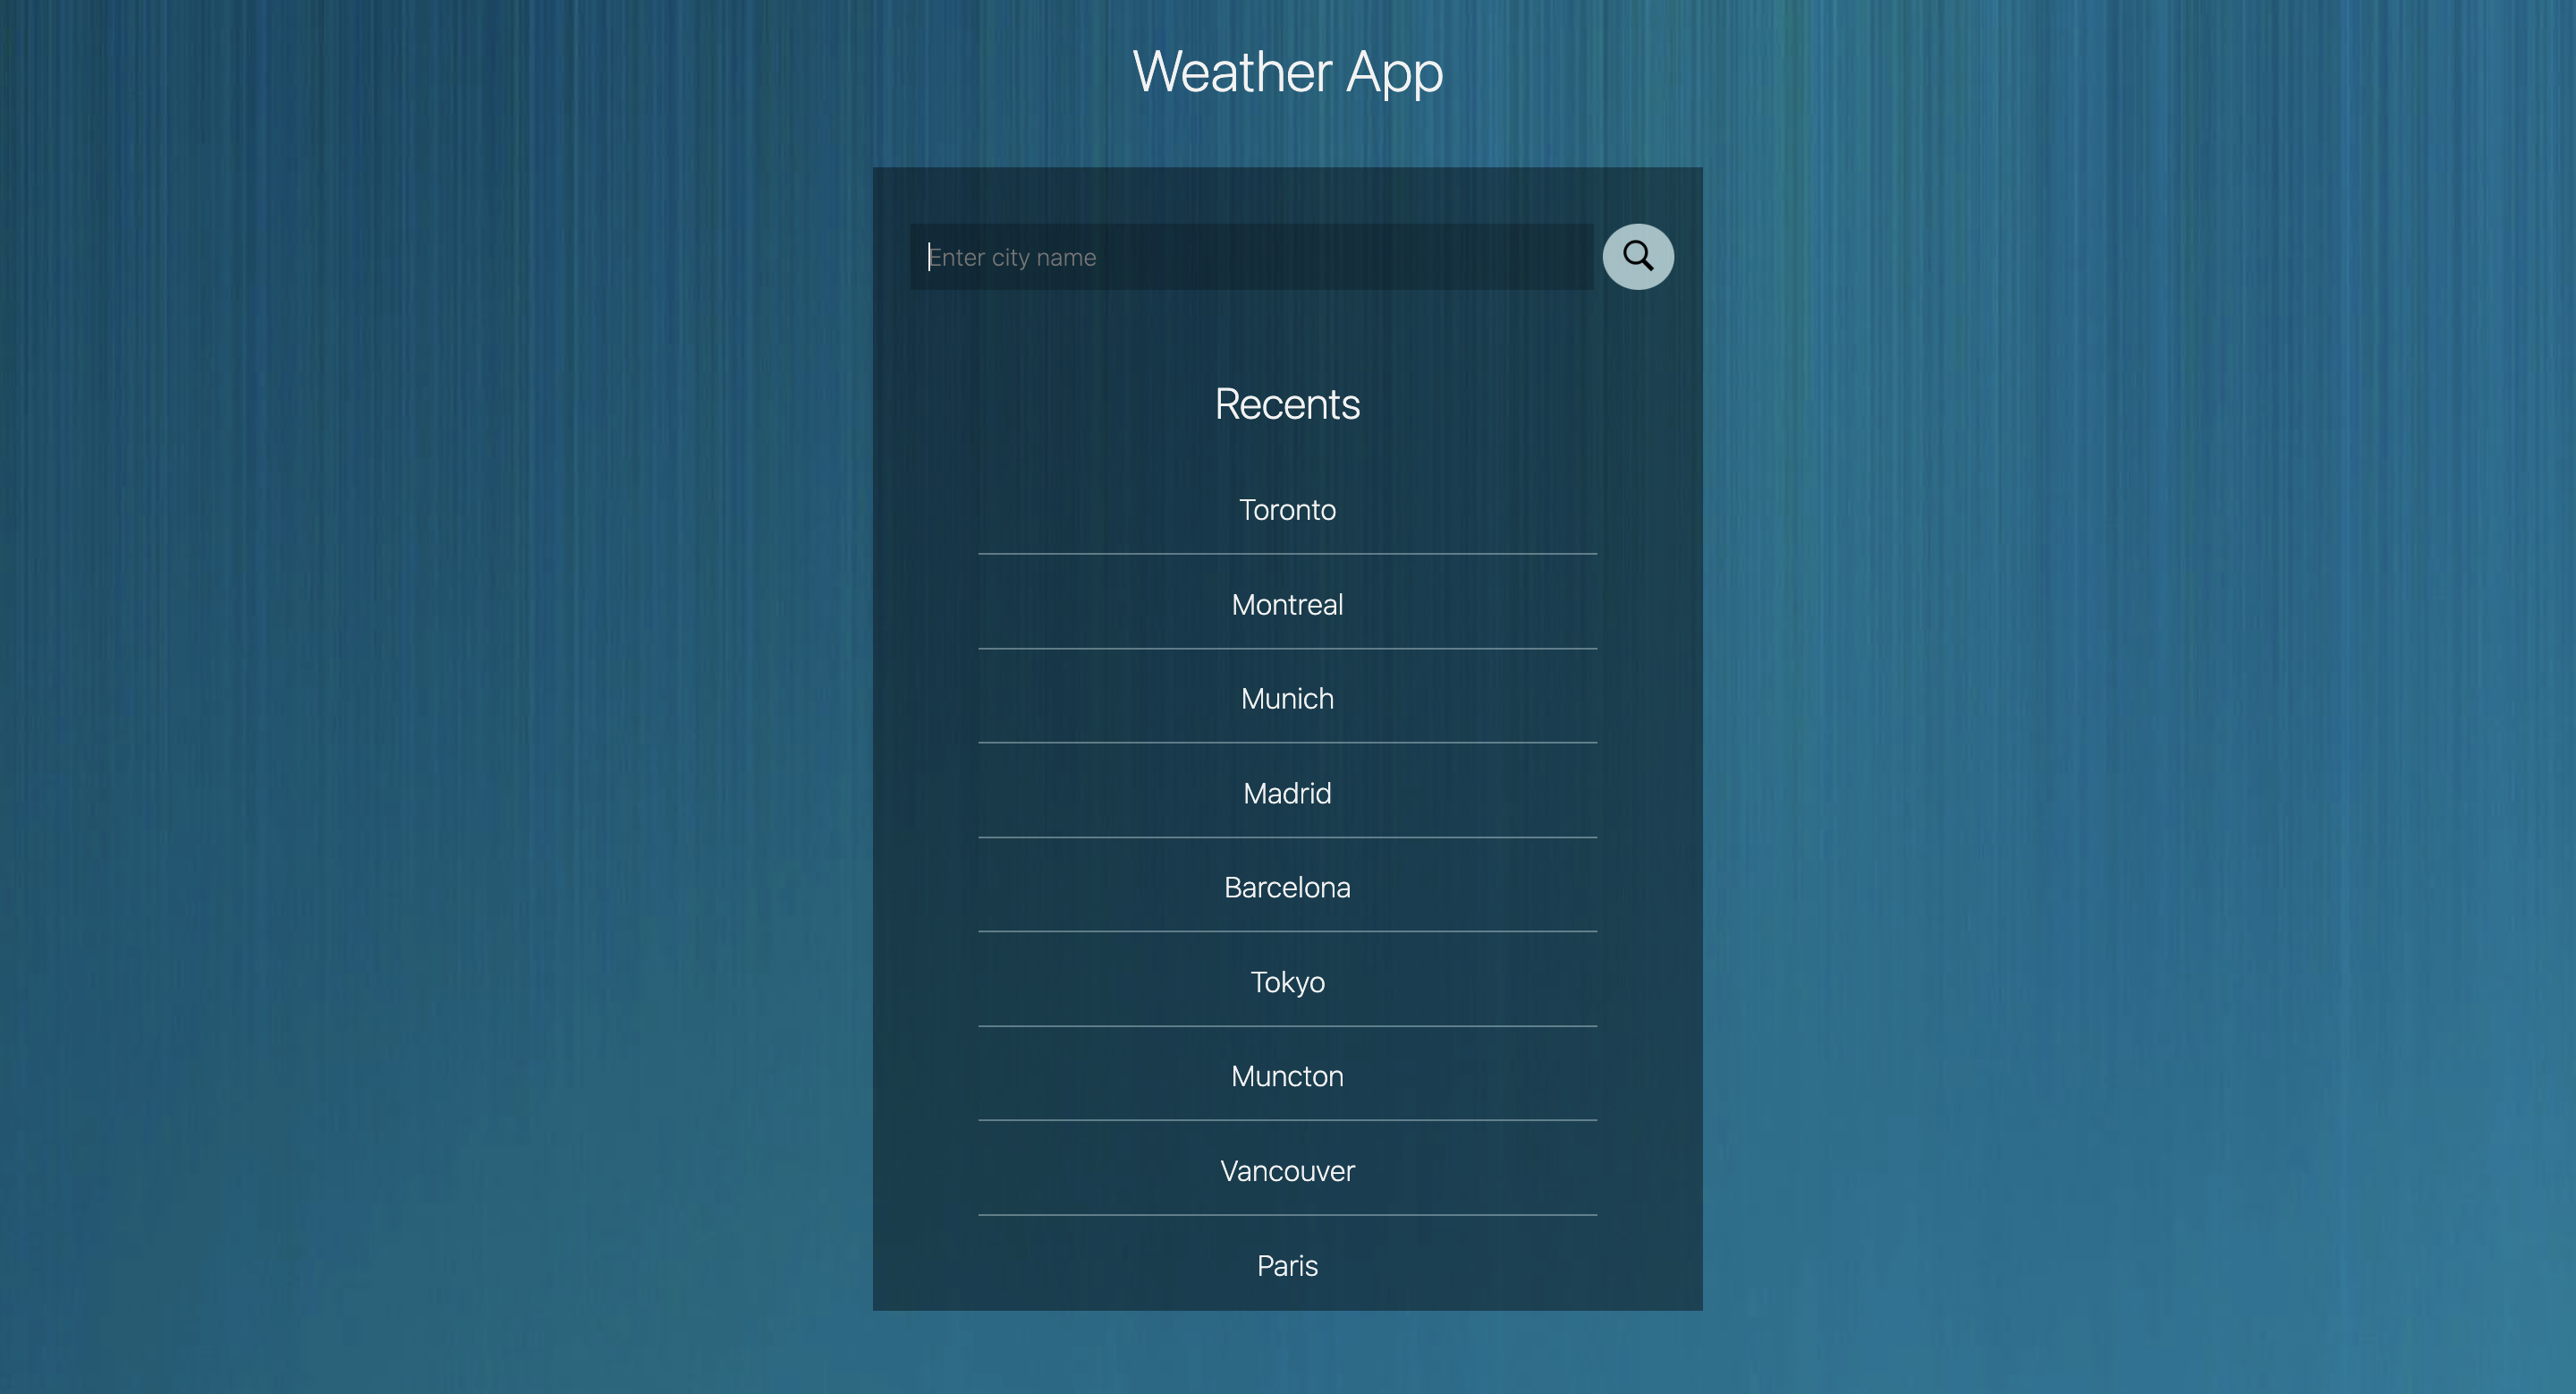 Weather App
Enter city name
Recents
Toronto
Montreal
Munich
Madrid
Barcelona
Tokyo
Muncton
Vancouver
Paris